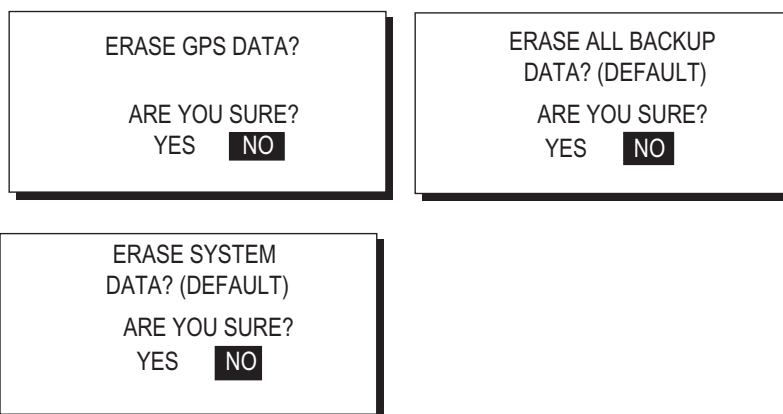 ERASE GPS DATA?
ARE YOU SURE?
YES NO
ERASE ALL BACKUP
DATA? (DEFAULT)
ARE YOU SURE?
YES NO
ERASE SYSTEM
DATA? (DEFAULT)
ARE YOU SURE?
YES NO